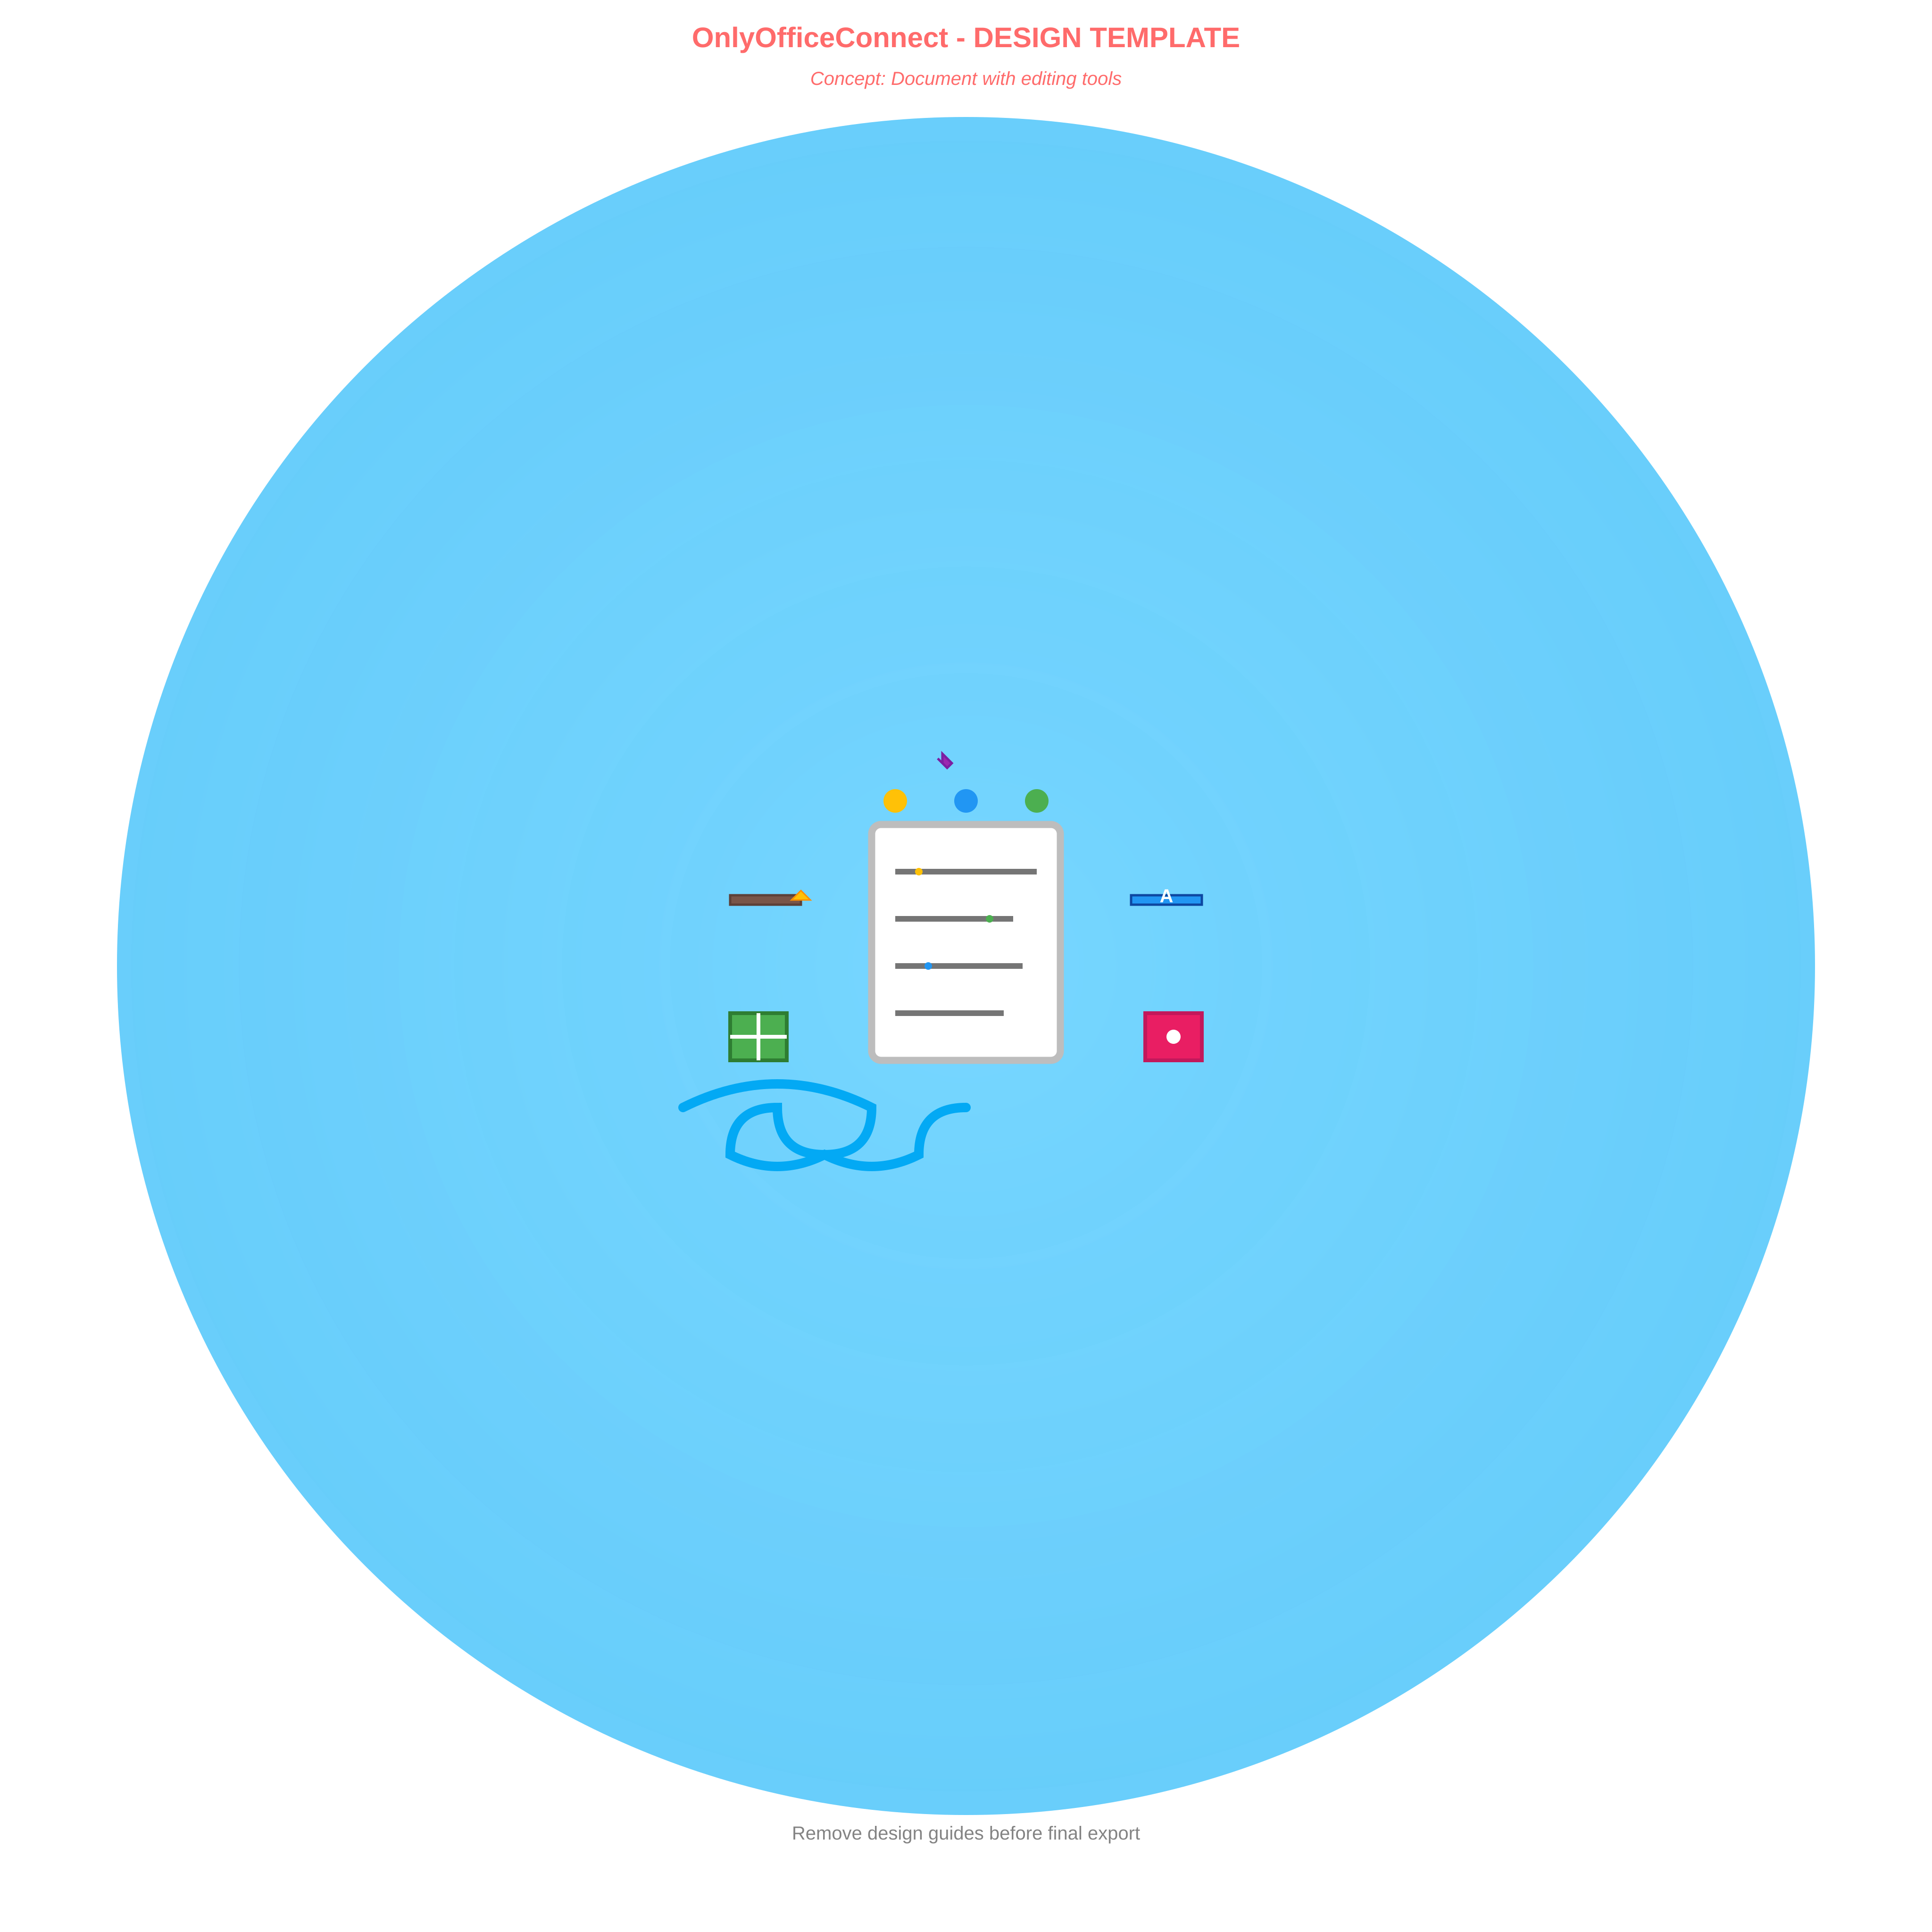 OnlyOfficeConnect - DESIGN TEMPLATE
Concept: Document with editing tools
A
Remove design guides before final export